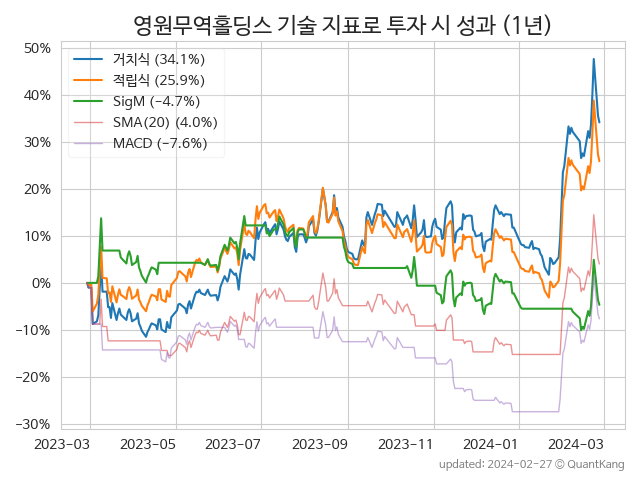 영원무역홀딩스 기술 지표로 투자 시 성과 (1년)
거치식 (34.1%)
적립식 (25.9%)
SigM (−4.7%)
SMA(20) (4.0%)
MACD (−7.6%)
50%
40%
30%
20%
10%
0%
−10%
−20%
−30%
2023-03 2023-05 2023-07 2023-09 2023-11 2024-01 2024-03
updated: 2024-02-27 © QuantKang